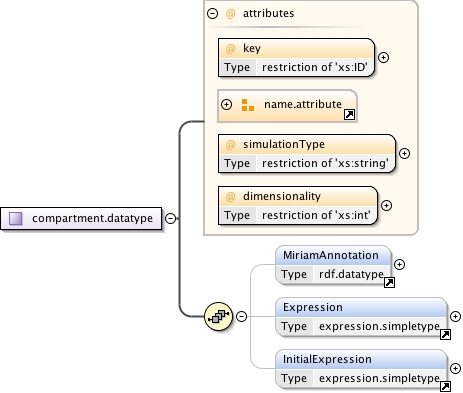 @ attributes
@ key
Type restriction of 'xs:ID'
name.attribute
@ simulationType
Type restriction of 'xs:string'
@ dimensionality
Type restriction of 'xs:int'
compartment.datatype
MiriamAnnotation
Type rdf.datatype
Expression
Type expression.simpletype
InitialExpression
Type expression.simpletype